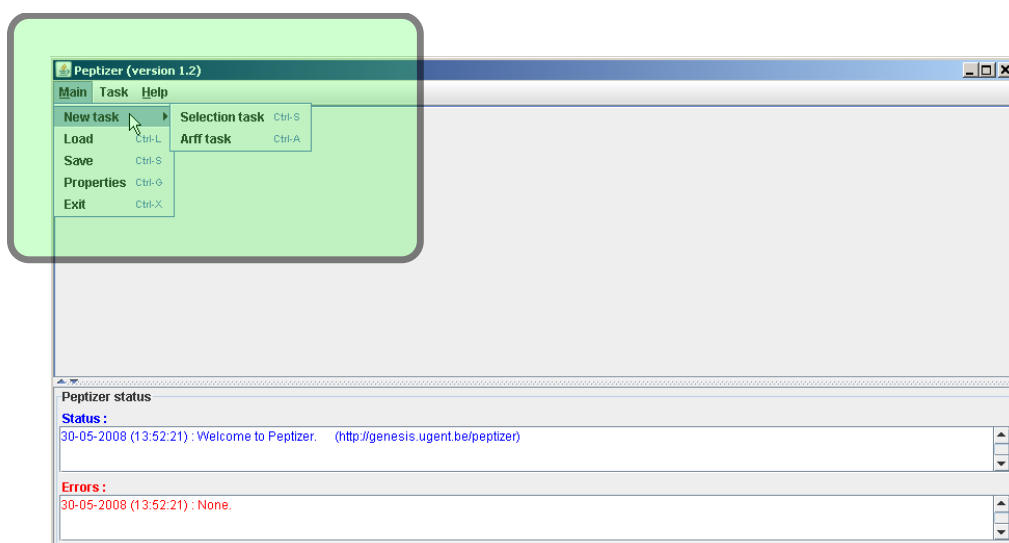 Peptizer (version 1.2)
Main Task Help
New task
Selection task Ctrl-S
Load Ctrl-L
Arff task Ctrl-A
Save Ctrl-S
Properties Ctrl-G
Exit Ctrl-X
Peptizer status
Status :
30-05-2008 (13:52:21) : Welcome to Peptizer. (http://genesis.ugent.be/peptizer)
Errors :
30-05-2008 (13:52:21) : None.